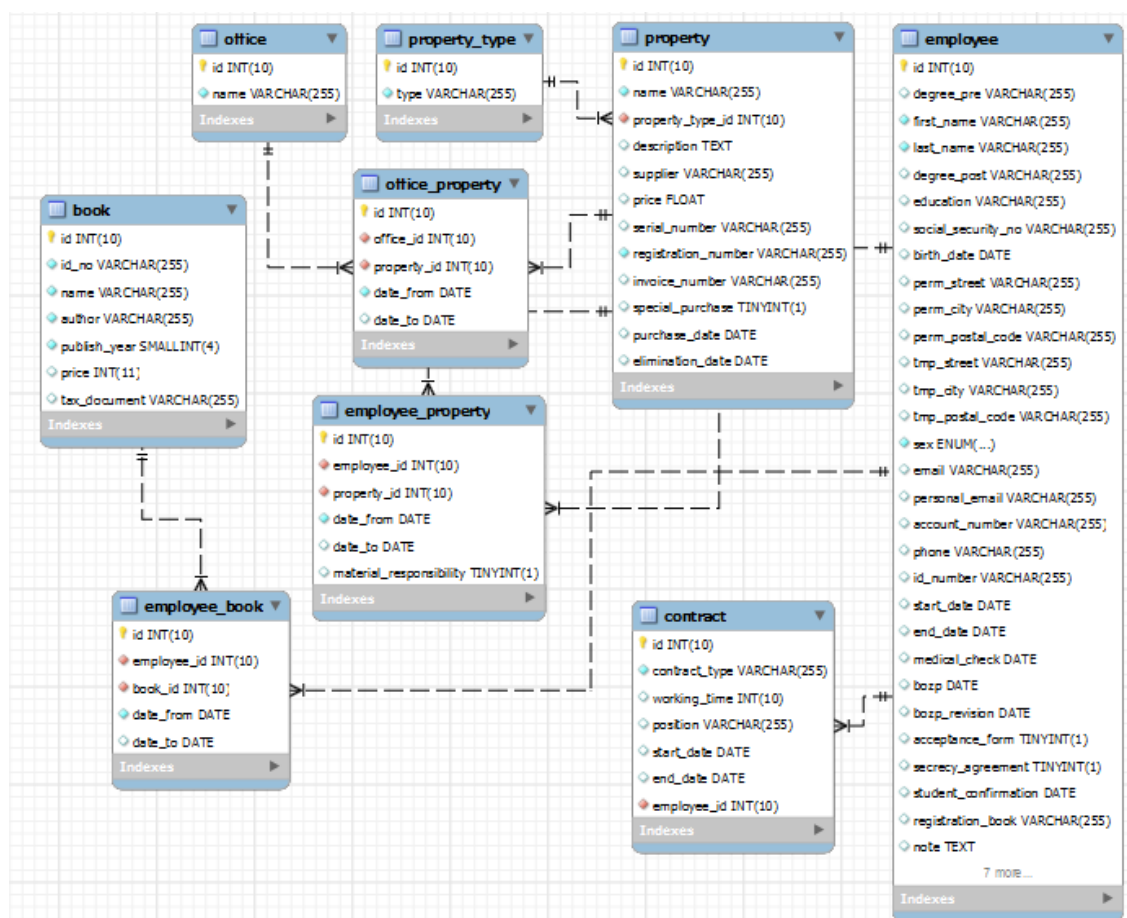 office
id INT(10)
name VARCHAR(255)
Indexes
property_type
id INT(10)
type VARCHAR(255)
Indexes
property
id INT(10)
name VARCHAR(255)
property_type_id INT(10)
description TEXT
supplier VARCHAR(255)
price FLOAT
serial_number VARCHAR(255)
registration_number VARCHAR(255)
invoice_number VARCHAR(255)
special_purchase TINYINT(1)
purchase_date DATE
elimination_date DATE
Indexes
employee
id INT(10)
degree_pre VARCHAR(255)
first_name VARCHAR(255)
last_name VARCHAR(255)
degree_post VARCHAR(255)
education VARCHAR(255)
social_security_no VARCHAR(255)
birth_date DATE
perm_street VARCHAR(255)
perm_city VARCHAR(255)
perm_postal_code VARCHAR(255)
tmp_street VARCHAR(255)
tmp_city VARCHAR(255)
tmp_postal_code VARCHAR(255)
sex ENUM(...)
email VARCHAR(255)
personal_email VARCHAR(255)
account_number VARCHAR(255)
phone VARCHAR(255)
id_number VARCHAR(255)
start_date DATE
end_date DATE
medical_check DATE
bozp DATE
bozp_revision DATE
acceptance_form TINYINT(1)
secrecy_agreement TINYINT(1)
student_confirmation DATE
registration_book VARCHAR(255)
note TEXT
7 more...
Indexes
office_property
id INT(10)
office_id INT(10)
property_id INT(10)
date_from DATE
date_to DATE
Indexes
book
id INT(10)
id_no VARCHAR(255)
name VARCHAR(255)
author VARCHAR(255)
publish_year SMALLINT(4)
price INT(11)
tax_document VARCHAR(255)
Indexes
employee_property
id INT(10)
employee_id INT(10)
property_id INT(10)
date_from DATE
date_to DATE
material_responsibility TINYINT(1)
Indexes
employee_book
id INT(10)
employee_id INT(10)
book_id INT(10)
date_from DATE
date_to DATE
Indexes
contract
id INT(10)
contract_type VARCHAR(255)
working_time INT(10)
position VARCHAR(255)
start_date DATE
end_date DATE
employee_id INT(10)
Indexes